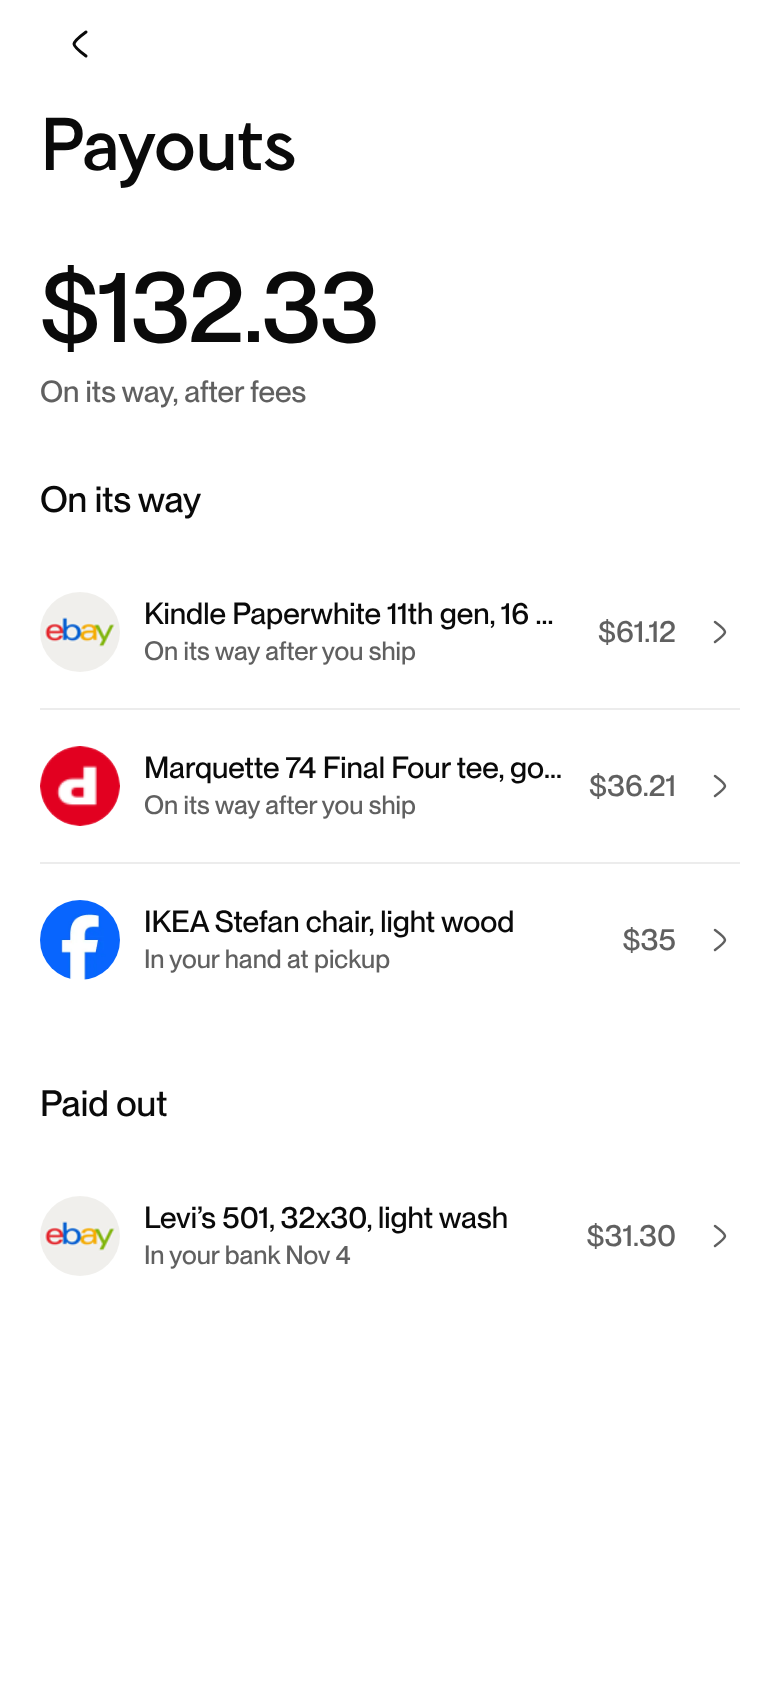 Payouts
$132.33
On its way, after fees
On its way
ebay
Kindle Paperwhite 11th gen, 16 ...
$61.12
On its way after you ship
d
Marquette 74 Final Four tee, go...
$36.21
On its way after you ship
f
IKEA Stefan chair, light wood
$35
In your hand at pickup
Paid out
ebay
Levi’s 501, 32x30, light wash
$31.30
In your bank Nov 4